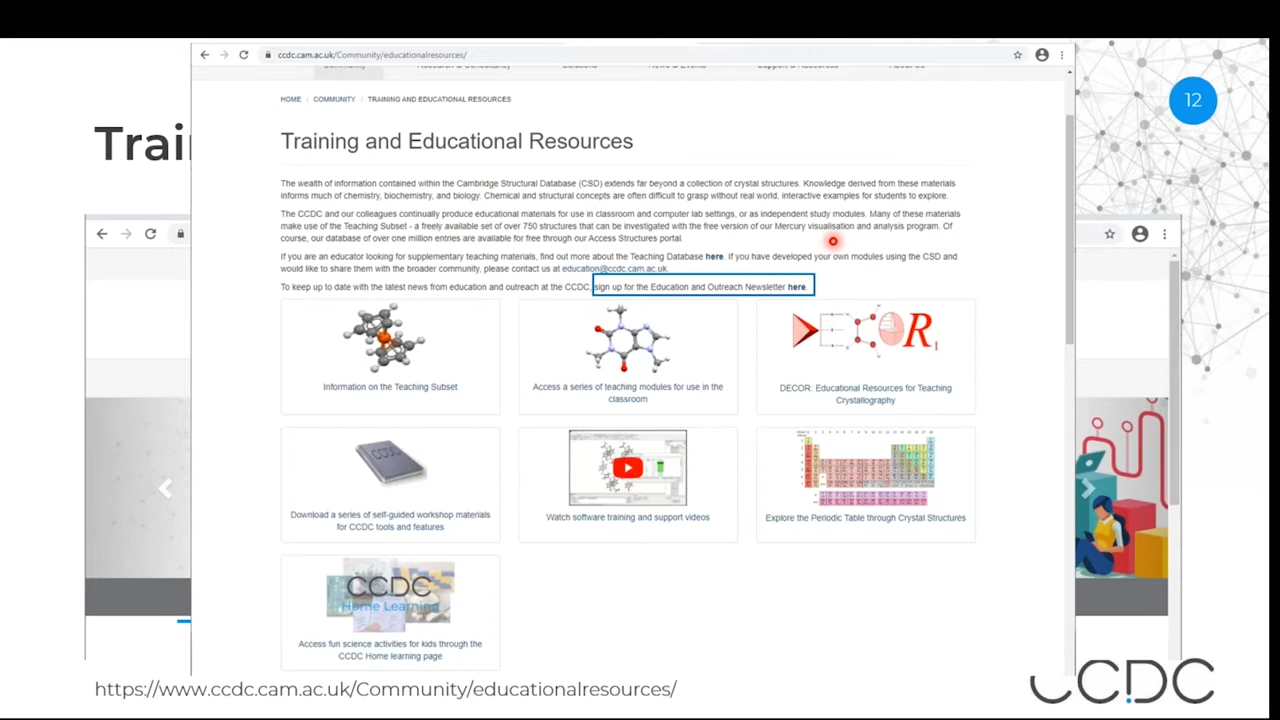 ccdc.cam.ac.uk/Community/educationalresources/
HOME / COMMUNITY / TRAINING AND EDUCATIONAL RESOURCES
12
Trai
Training and Educational Resources
The wealth of information contained within the Cambridge Structural Database (CSD) extends far beyond a collection of crystal structures. Knowledge derived from these materials
informs much of chemistry, biochemistry, and biology. Chemical and structural concepts are often difficult to grasp without real world, interactive examples for students to explore.
The CCDC and our colleagues continually produce educational materials for use in classroom and computer lab settings, or as independent study modules. Many of these materials
make use of the Teaching Subset - a freely available set of over 750 structures that can be investigated with the free version of our Mercury visualisation and analysis program. Of
course, our database of over one million entries are available for free through our Access Structures portal.
If you are an educator looking for supplementary teaching materials, find out more about the Teaching Database here. If you have developed your own modules using the CSD and
would like to share them with the broader community, please contact us at education@ccdc.cam.ac.uk.
To keep up to date with the latest news from education and outreach at the CCDC, sign up for the Education and Outreach Newsletter here.
Information on the Teaching Subset
Access a series of teaching modules for use in the
classroom
DECOR: Educational Resources for Teaching
Crystallography
CCDC
Download a series of self-guided workshop materials
for CCDC tools and features
Watch software training and support videos
Explore the Periodic Table through Crystal Structures
CCDC
Home Learning
Access fun science activities for kids through the
CCDC Home learning page
https://www.ccdc.cam.ac.uk/Community/educationalresources/
CCDC